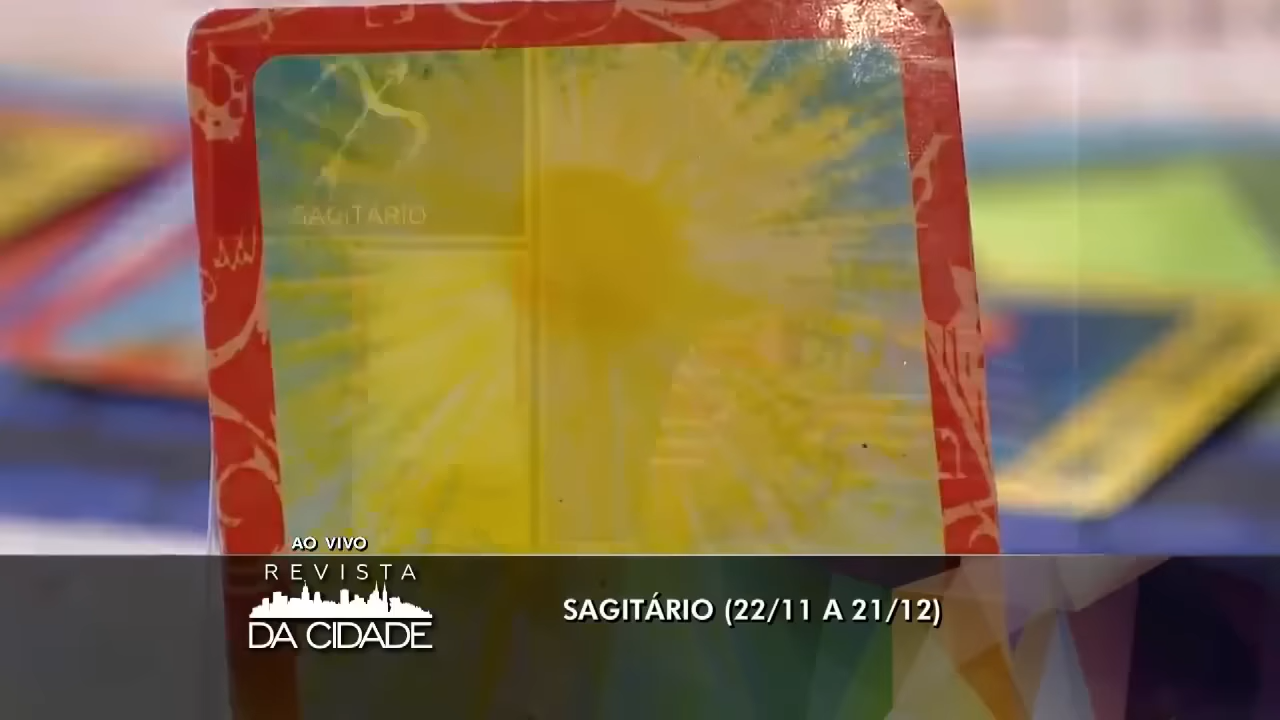 SAGITÁRIO
AO VIVO
REVISTA
DA CIDADE
SAGITÁRIO (22/11 A 21/12)